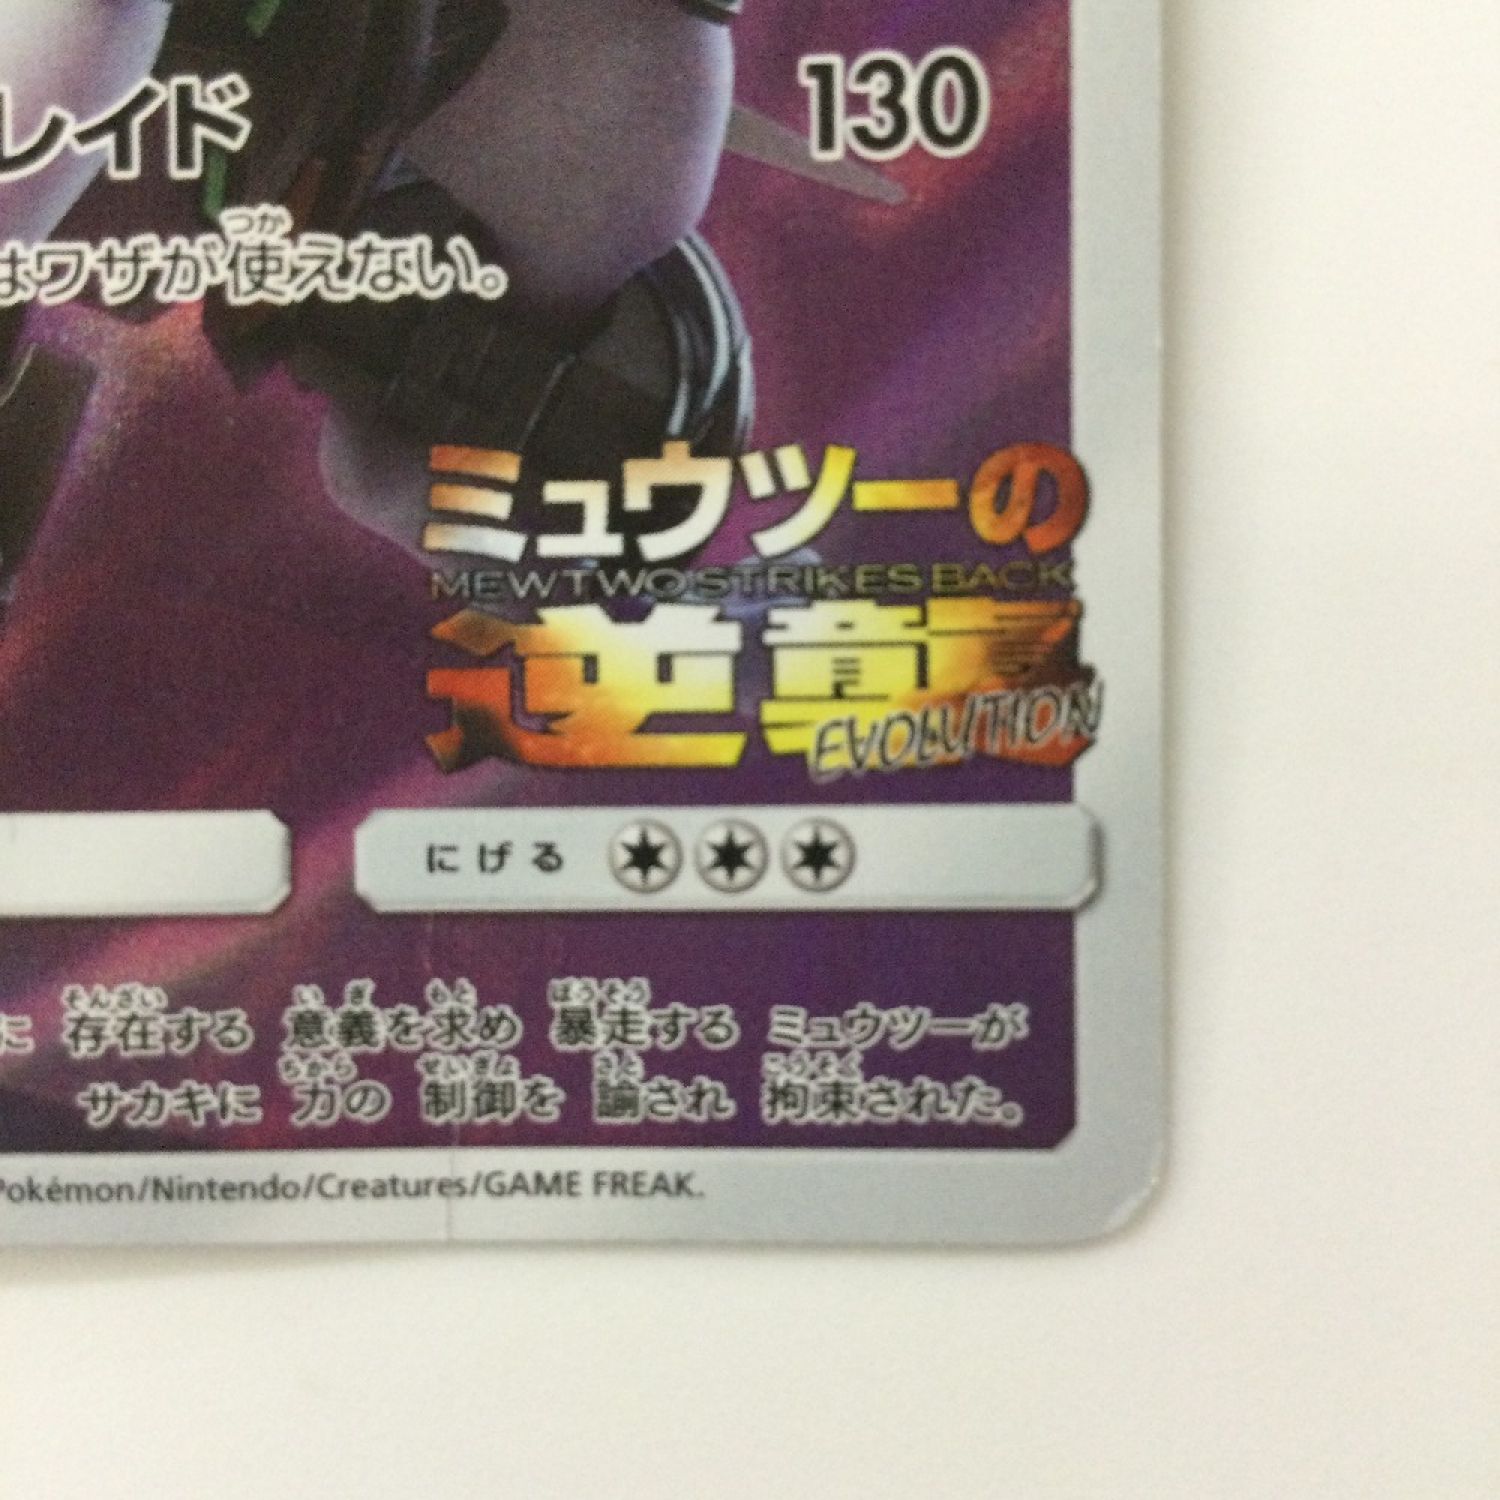 レイド 130
はワザが使えない。
ミュウツーの
MEWTWO STRIKES BACK
逆襲
EVOLUTION
にげる
に 存在する 意義を求め 暴走する ミュウツーが
サカキに 力の 制御を 諭され 拘束された。
Pokémon/Nintendo/Creatures/GAME FREAK.